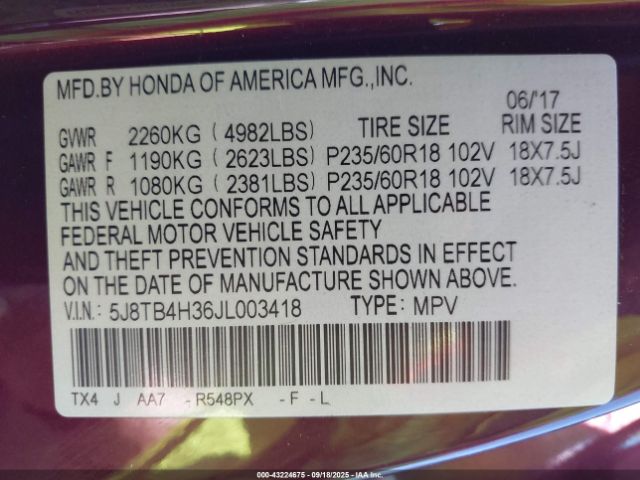 MFD.BY HONDA OF AMERICA MFG.,INC.
06/'17
GVWR 2260KG ( 4982LBS) TIRE SIZE RIM SIZE
GAWR F 1190KG ( 2623LBS) P235/60R18 102V 18X7.5J
GAWR R 1080KG ( 2381LBS) P235/60R18 102V 18X7.5J
THIS VEHICLE CONFORMS TO ALL APPLICABLE
FEDERAL MOTOR VEHICLE SAFETY
AND THEFT PREVENTION STANDARDS IN EFFECT
ON THE DATE OF MANUFACTURE SHOWN ABOVE.
V.I.N.: 5J8TB4H36JL003418 TYPE: MPV
TX4 J AA7 - R548PX - F - L
000-43224675 - 09/18/2025 - IAA Inc.